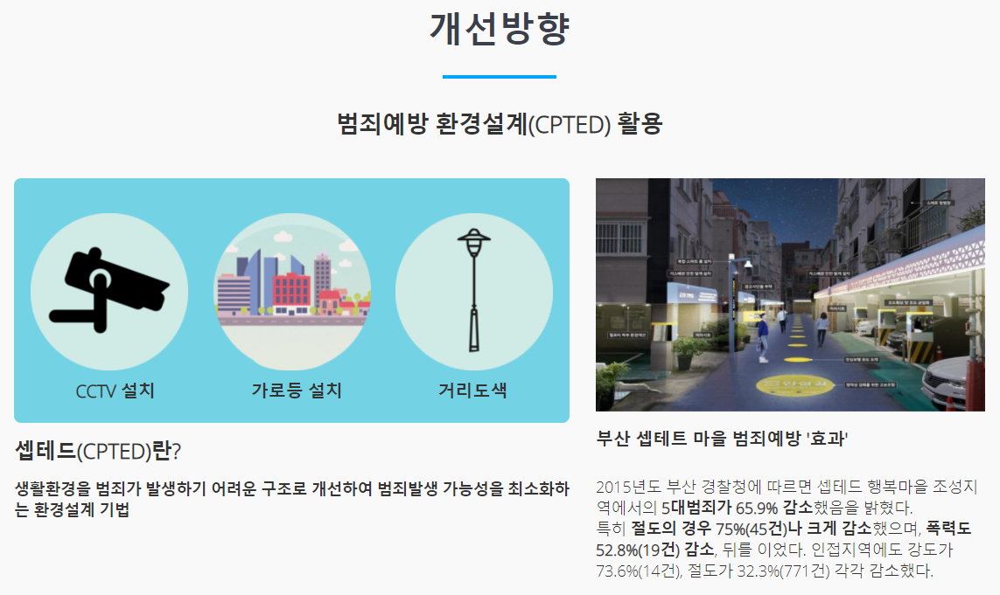 개선방향
범죄예방 환경설계(CPTED) 활용
CCTV 설치
가로등 설치
거리도색
셉테드(CPTED)란?
생활환경을 범죄가 발생하기 어려운 구조로 개선하여 범죄발생 가능성을 최소화하
는 환경설계 기법
부산 셉테트 마을 범죄예방 '효과'
2015년도 부산 경찰청에 따르면 셉테드 행복마을 조성지
역에서의 5대범죄가 65.9% 감소했음을 밝혔다.
특히 절도의 경우 75%(45건)나 크게 감소했으며, 폭력도
52.8%(19건) 감소, 뒤를 이었다. 인접지역에도 강도가
73.6%(14건), 절도가 32.3%(771건) 각각 감소했다.